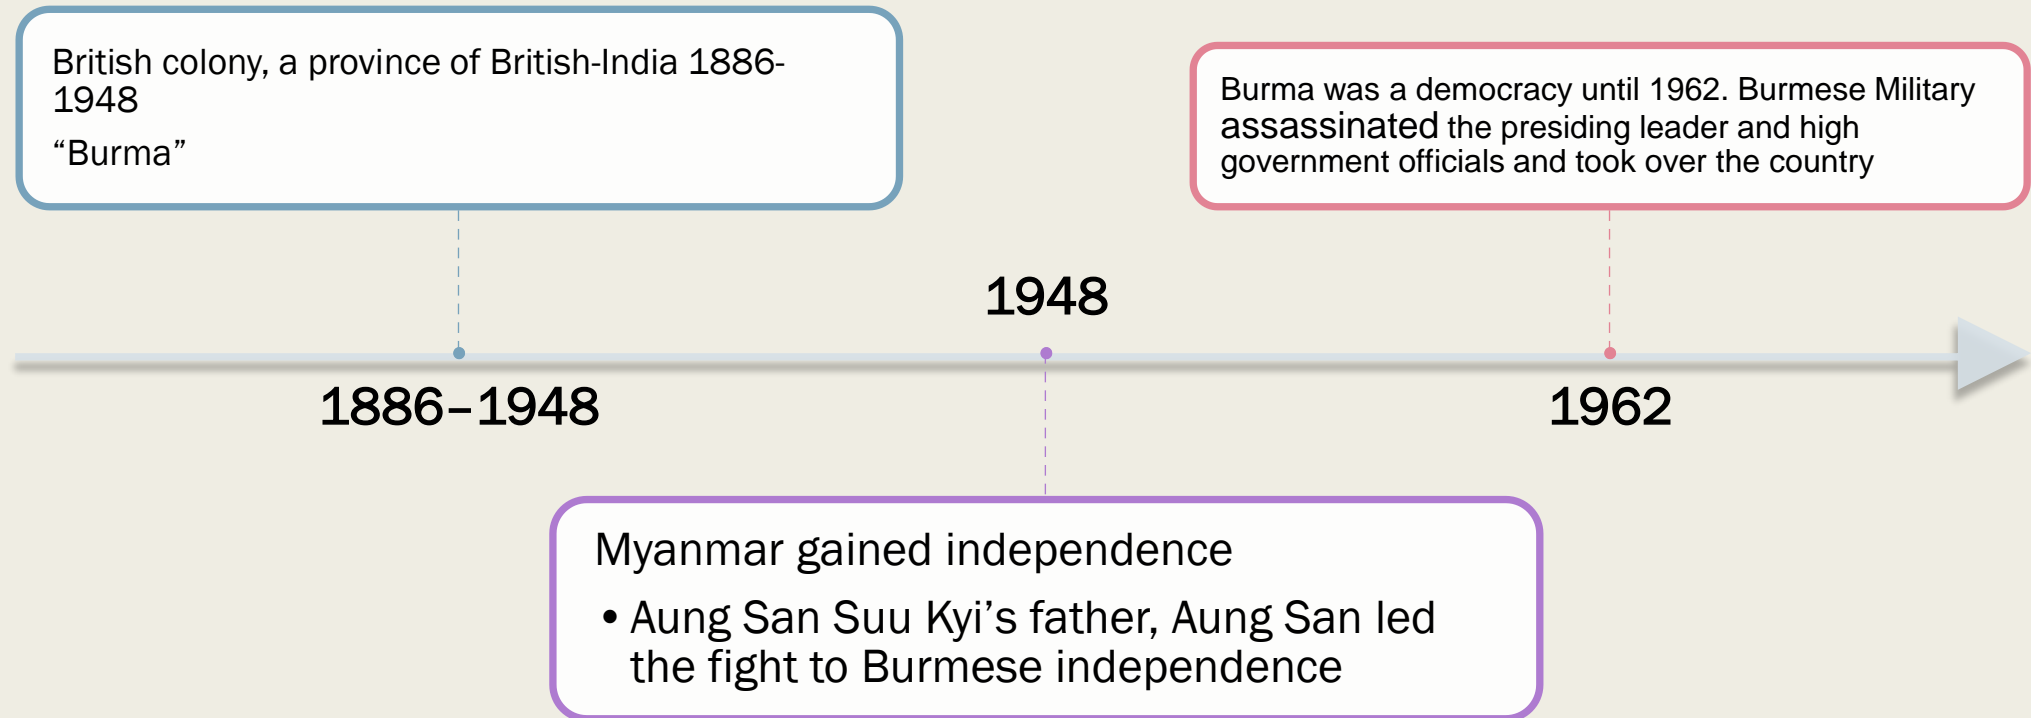 British colony, a province of British-India 1886-
1948
“Burma”
Burma was a democracy until 1962. Burmese Military
assassinated the presiding leader and high
government officials and took over the country
1948
1886–1948
1962
Myanmar gained independence
• Aung San Suu Kyi’s father, Aung San led
the fight to Burmese independence